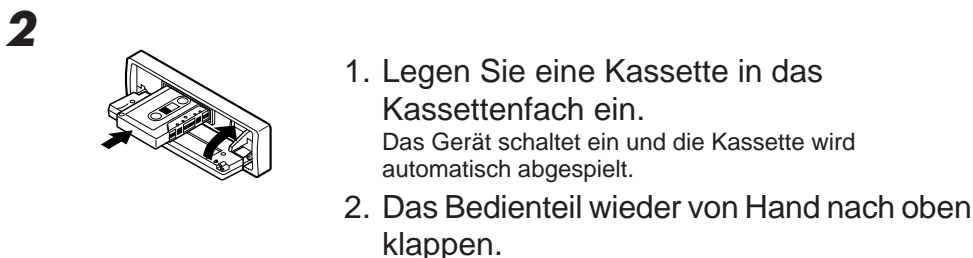 2
1. Legen Sie eine Kassette in das
Kassettenfach ein.
Das Gerät schaltet ein und die Kassette wird
automatisch abgespielt.
2. Das Bedienteil wieder von Hand nach oben
klappen.